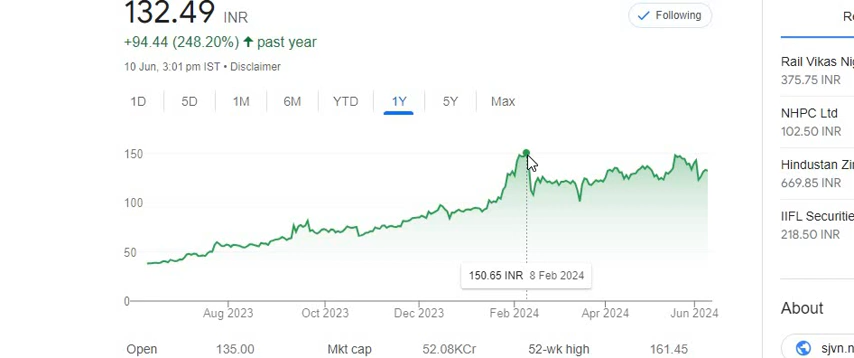 132.49 INR
Following
+94.44 (248.20%) ↑ past year
10 Jun, 3:01 pm IST • Disclaimer
1D 5D 1M 6M YTD 1Y 5Y Max
150
100
50
0
150.65 INR 8 Feb 2024
Aug 2023 Oct 2023 Dec 2023 Feb 2024 Apr 2024 Jun 2024
Open 135.00 Mkt cap 52.08KCr 52-wk high 161.45
Rail Vikas Ni
375.75 INR
NHPC Ltd
102.50 INR
Hindustan Zi
669.85 INR
IIFL Securitie
218.50 INR
About
sjvn.n